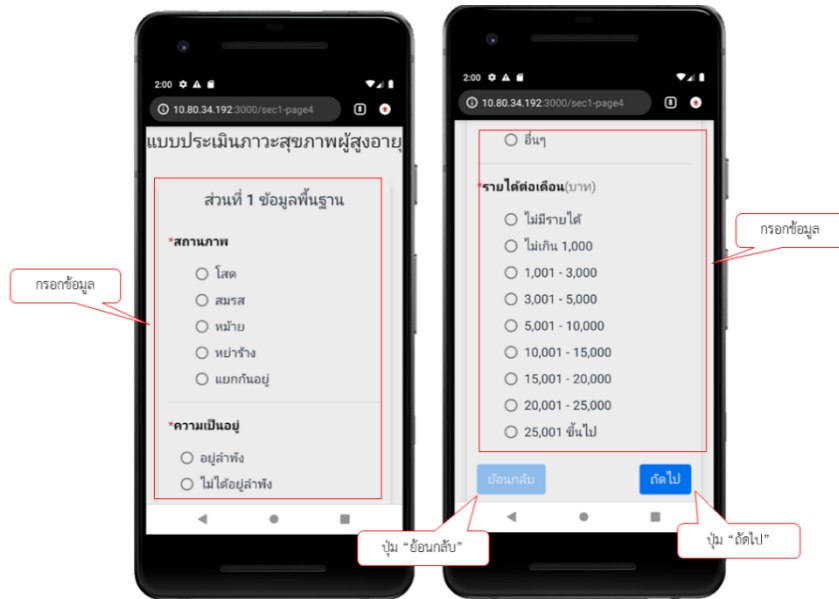 2:00
10.80.34.192:3000/sec1-page4
แบบประเมินภาวะสุขภาพผู้สูงอายุ
ส่วนที่ 1 ข้อมูลพื้นฐาน
*สถานภาพ
โสด
สมรส
หม้าย
หย่าร้าง
แยกกันอยู่
*ความเป็นอยู่
อยู่ลำพัง
ไม่ได้อยู่ลำพัง
กรอกข้อมูล
2:00
10.80.34.192:3000/sec1-page4
อื่นๆ
*รายได้ต่อเดือน(บาท)
ไม่มีรายได้
ไม่เกิน 1,000
1,001 - 3,000
3,001 - 5,000
5,001 - 10,000
10,001 - 15,000
15,001 - 20,000
20,001 - 25,000
25,001 ขึ้นไป
ย้อนกลับ
ถัดไป
กรอกข้อมูล
ปุ่ม “ย้อนกลับ”
ปุ่ม “ถัดไป”